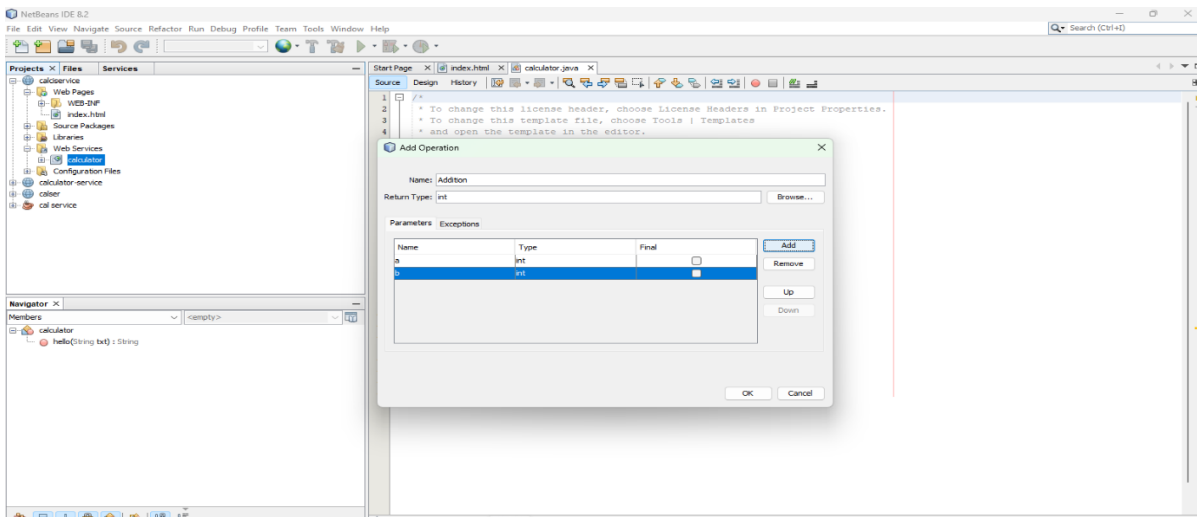 NetBeans IDE 8.2
File Edit View Navigate Source Refactor Run Debug Profile Team Tools Window Help
Search (Ctrl+I)
Projects Files Services
calciservice
Web Pages
WEB-INF
index.html
Source Packages
Libraries
Web Services
calculator
Configuration Files
calculator-service
calser
cal service
Navigator
Members <empty>
calculator
hello(String txt) : String
Start Page index.html calculator.java
Source Design History
1 /*
2 * To change this license header, choose License Headers in Project Properties.
3 * To change this template file, choose Tools | Templates
4 * and open the template in the editor.
Add Operation
Name: Addition
Return Type: int Browse...
Parameters Exceptions
Name Type Final
a int
b int
Add
Remove
Up
Down
OK Cancel